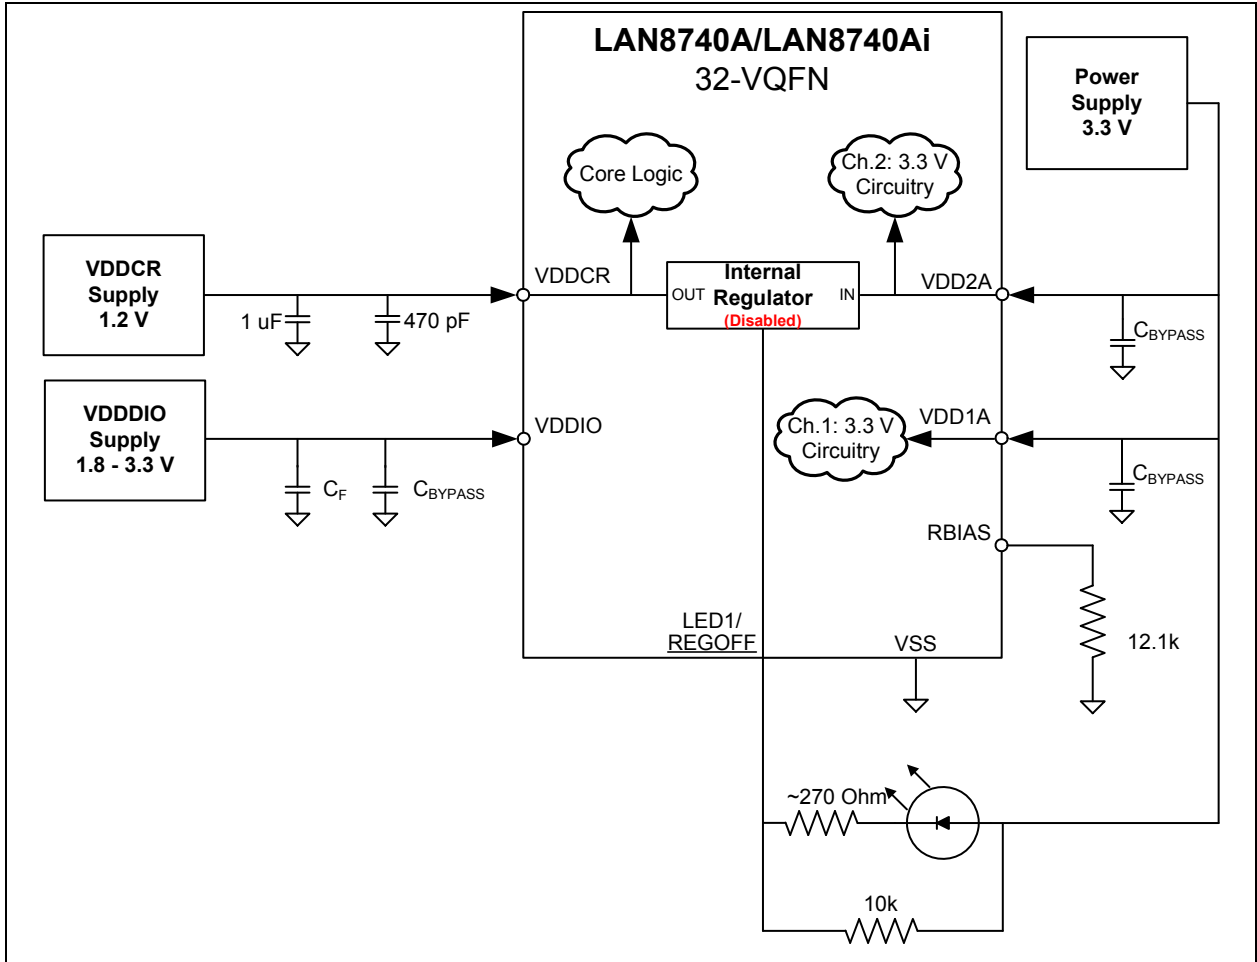 LAN8740A/LAN8740Ai
32-VQFN
Power
Supply
3.3 V
Core Logic
Ch.2: 3.3 V
Circuitry
VDDCR
Supply
1.2 V
1 uF
470 pF
VDDCR
OUT
Internal
Regulator
(Disabled)
IN
VDD2A
CBYPASS
VDDDIO
Supply
1.8 - 3.3 V
CF
CBYPASS
VDDIO
Ch.1: 3.3 V
Circuitry
VDD1A
CBYPASS
RBIAS
12.1k
LED1/
REGOFF
VSS
~270 Ohm
10k